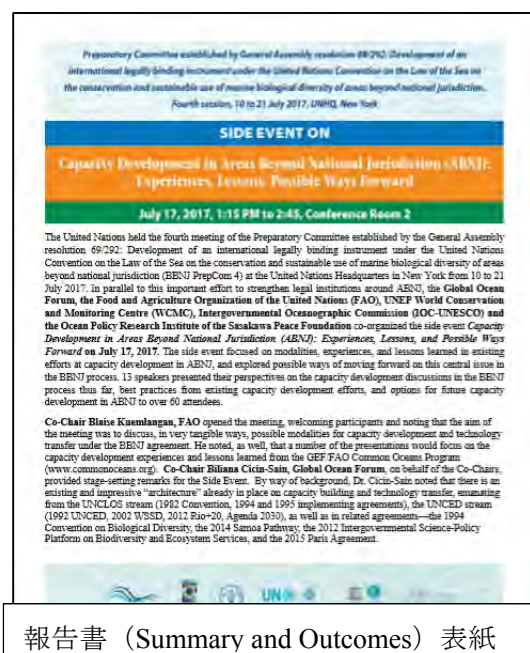 Preparatory Committee established by General Assembly resolution 69/292: Development of an
international legally binding instrument under the United Nations Convention on the Law of the Sea on
the conservation and sustainable use of marine biological diversity of areas beyond national jurisdiction.
Fourth session, 10 to 21 July 2017, UNHQ, New York
SIDE EVENT ON
Capacity Development in Areas Beyond National Jurisdiction (ABNJ):
Experiences, Lessons, Possible Ways Forward
July 17, 2017, 1:15 PM to 2:45, Conference Room 2
The United Nations held the fourth meeting of the Preparatory Committee established by the General Assembly
resolution 69/292: Development of an international legally binding instrument under the United Nations
Convention on the Law of the Sea on the conservation and sustainable use of marine biological diversity of areas
beyond national jurisdiction (BBNJ PrepCom 4) at the United Nations Headquarters in New York from 10 to 21
July 2017. In parallel to this important effort to strengthen legal institutions around ABNJ, the Global Ocean
Forum, the Food and Agriculture Organization of the United Nations (FAO), UNEP World Conservation
and Monitoring Centre (WCMC), Intergovernmental Oceanographic Commission (IOC-UNESCO) and
the Ocean Policy Research Institute of the Sasakawa Peace Foundation co-organized the side event Capacity
Development in Areas Beyond National Jurisdiction (ABNJ): Experiences, Lessons, and Possible Ways
Forward on July 17, 2017. The side event focused on modalities, experiences, and lessons learned in existing
efforts at capacity development in ABNJ, and explored possible ways of moving forward on this central issue in
the BBNJ process. 13 speakers presented their perspectives on the capacity development discussions in the BBNJ
process thus far, best practices from existing capacity development efforts, and options for future capacity
development in ABNJ to over 60 attendees.
Co-Chair Blaise Kuemlangan, FAO opened the meeting, welcoming participants and noting that the aim of
the meeting was to discuss, in very tangible ways, possible modalities for capacity development and technology
transfer under the BBNJ agreement. He noted, as well, that a number of the presentations would focus on the
capacity development experiences and lessons learned from the GEF/FAO Common Oceans Program
(www.commonoceans.org). Co-Chair Biliana Cicin-Sain, Global Ocean Forum, on behalf of the Co-Chairs,
provided stage-setting remarks for the Side Event. By way of background, Dr. Cicin-Sain noted that there is an
existing and impressive "architecture" already in place on capacity building and technology transfer, emanating
from the UNCLOS stream (1982 Convention, 1994 and 1995 implementing agreements), the UNCED stream
(1992 UNCED, 2002 WSSD, 2012 Rio+20, Agenda 2030), as well as in related agreements—the 1994
Convention on Biological Diversity, the 2014 Samoa Pathway, the 2012 Intergovernmental Science-Policy
Platform on Biodiversity and Ecosystem Services, and the 2015 Paris Agreement.
UN
報告書（Summary and Outcomes）表紙